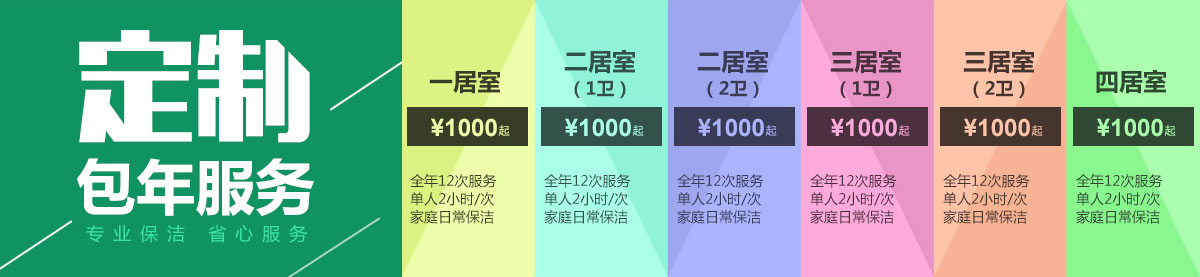 定制
包年服务
专业保洁 省心服务
一居室
¥1000起
全年12次服务
单人2小时/次
家庭日常保洁
二居室
（1卫）
¥1000起
全年12次服务
单人2小时/次
家庭日常保洁
二居室
（2卫）
¥1000起
全年12次服务
单人2小时/次
家庭日常保洁
三居室
（1卫）
¥1000起
全年12次服务
单人2小时/次
家庭日常保洁
三居室
（2卫）
¥1000起
全年12次服务
单人2小时/次
家庭日常保洁
四居室
¥1000起
全年12次服务
单人2小时/次
家庭日常保洁